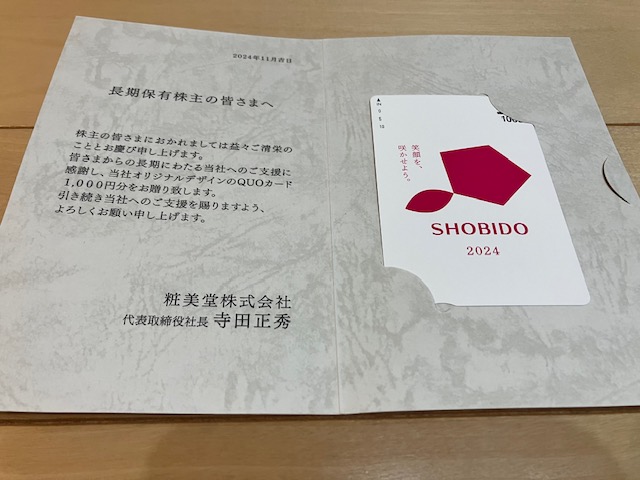 2024年11月吉日
長期保有株主の皆さまへ
株主の皆さまにおかれましては益々ご清栄の
こととお慶び申し上げます。
皆さまからの長期にわたる当社へのご支援に
感謝し、当社オリジナルデザインのQUOカード
1,000円分をお贈り致します。
引き続き当社へのご支援を賜りますよう、
よろしくお願い申し上げます。
粧美堂株式会社
代表取締役社長 寺田正秀
笑顔を、
咲かせよう。
SHOBIDO
2024